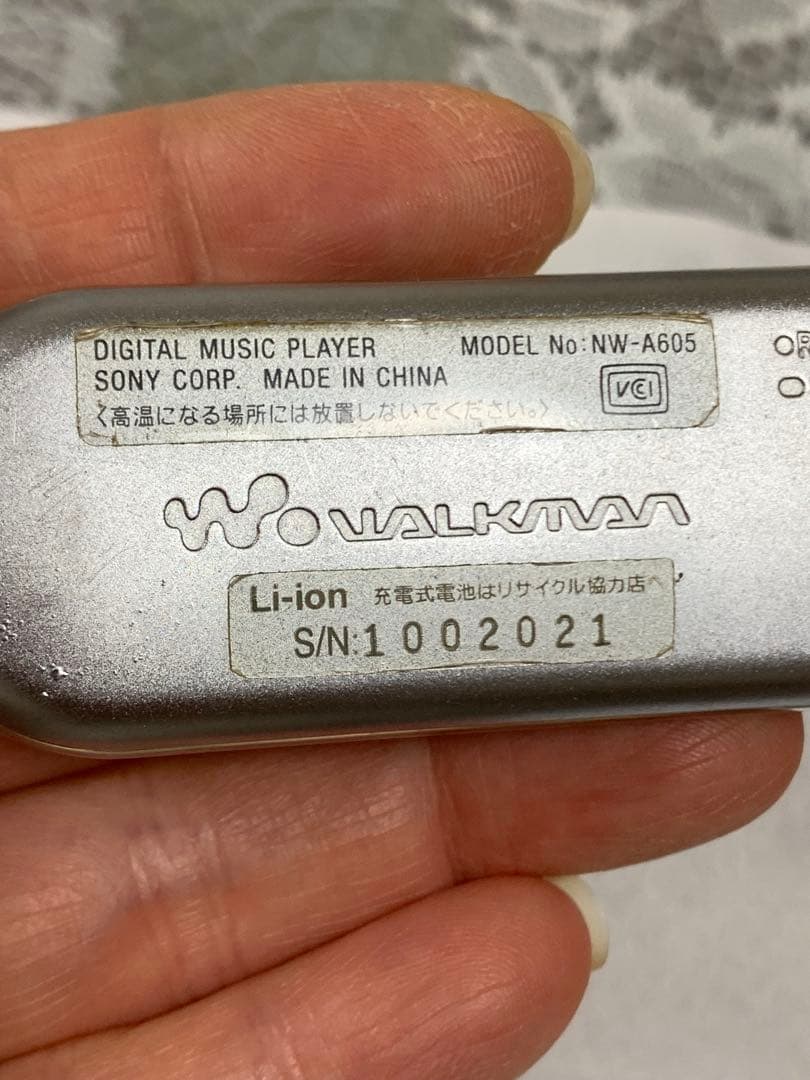 DIGITAL MUSIC PLAYER MODEL No:NW-A605
SONY CORP. MADE IN CHINA
〈高温になる場所には放置しないでください。〉
VCCI
W. WALKMAN
Li-ion 充電式電池はリサイクル協力店へ
S/N:1002021